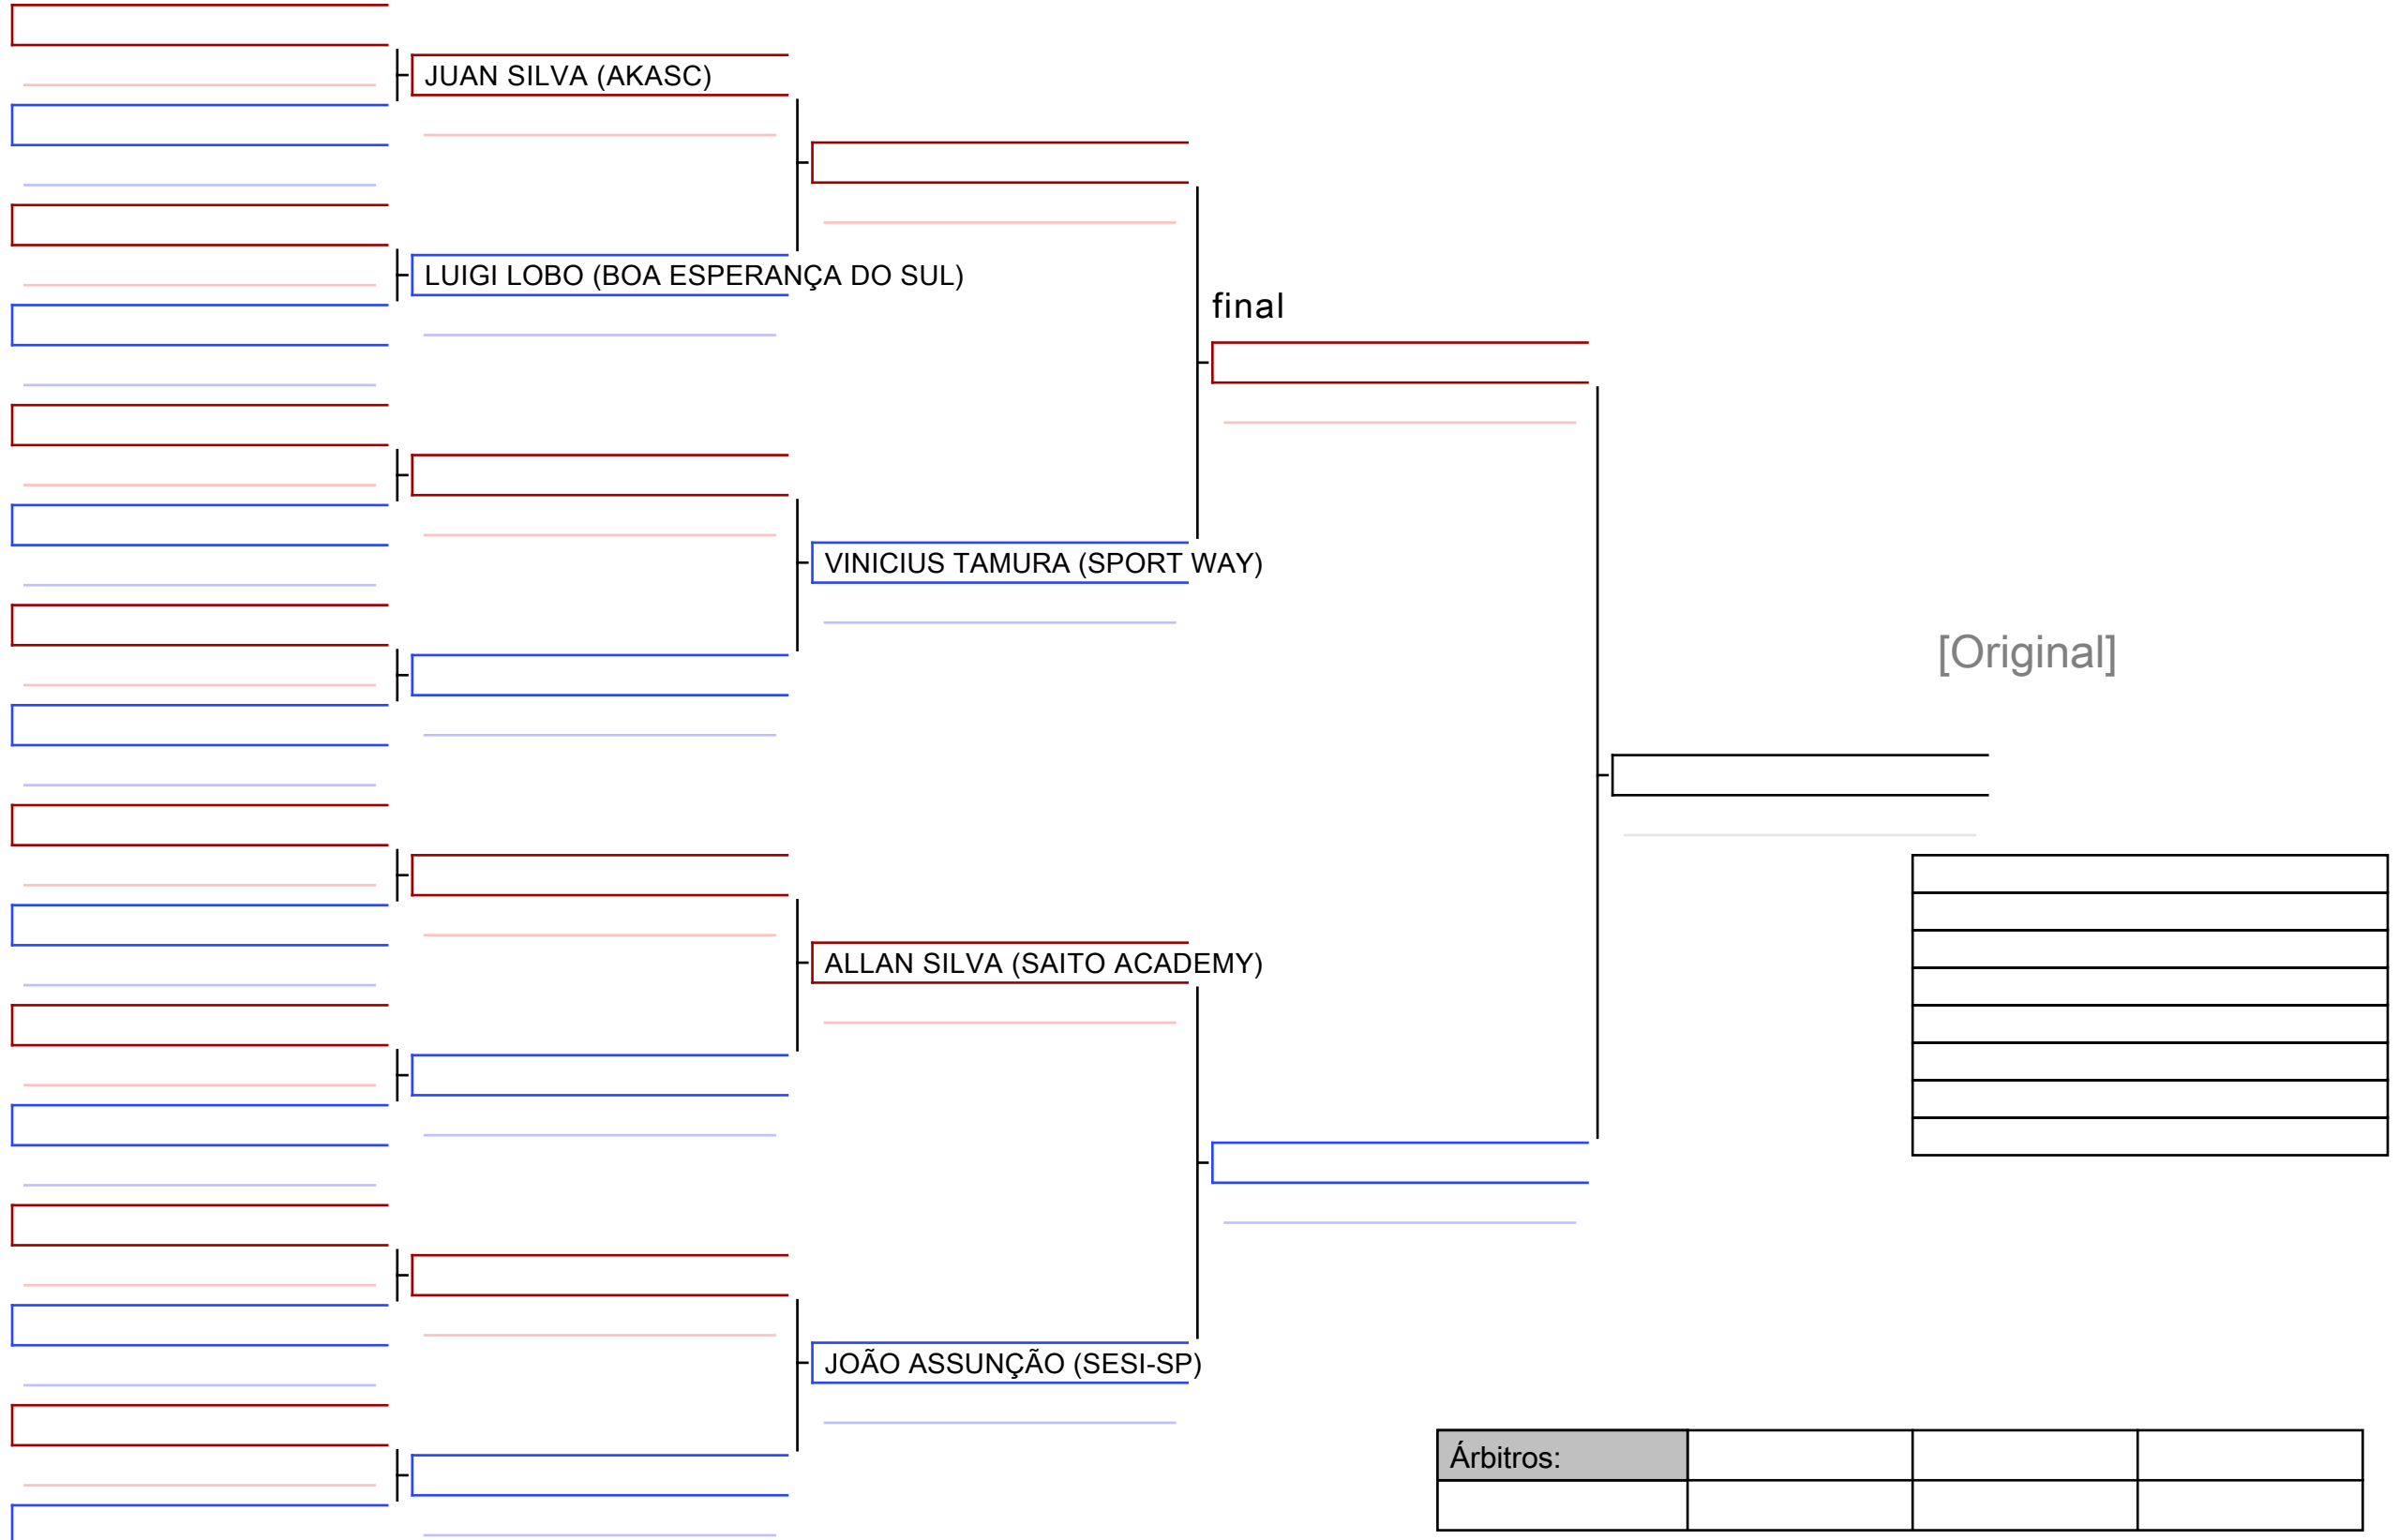 JUAN SILVA (AKASC)
LUIGI LOBO (BOA ESPERANÇA DO SUL)
final
VINICIUS TAMURA (SPORT WAY)
[Original]
ALLAN SILVA (SAITO ACADEMY)
JOÃO ASSUNÇÃO (SESI-SP)
Árbitros: